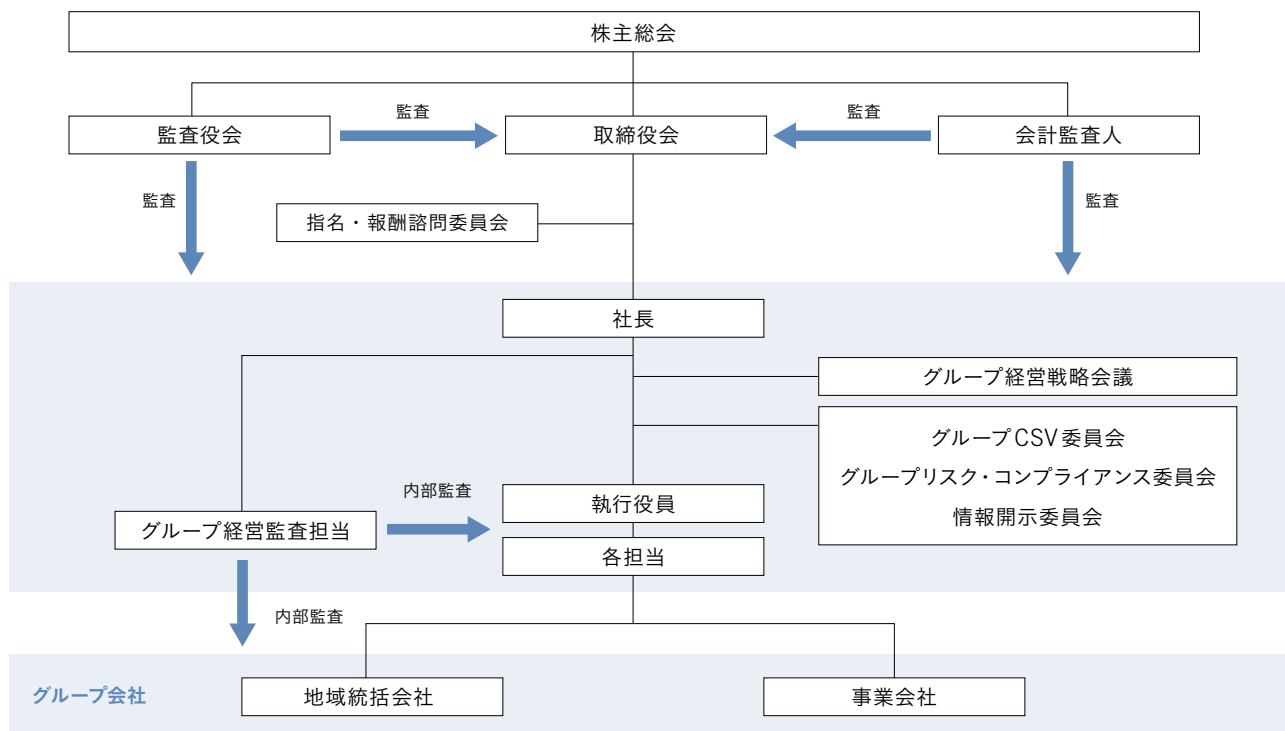 株主総会
監査役会
監査
取締役会
監査
会計監査人
監査
監査
指名・報酬諮問委員会
社長
グループ経営戦略会議
グループCSV委員会
グループリスク・コンプライアンス委員会
情報開示委員会
内部監査
執行役員
グループ経営監査担当
各担当
内部監査
グループ会社
地域統括会社
事業会社